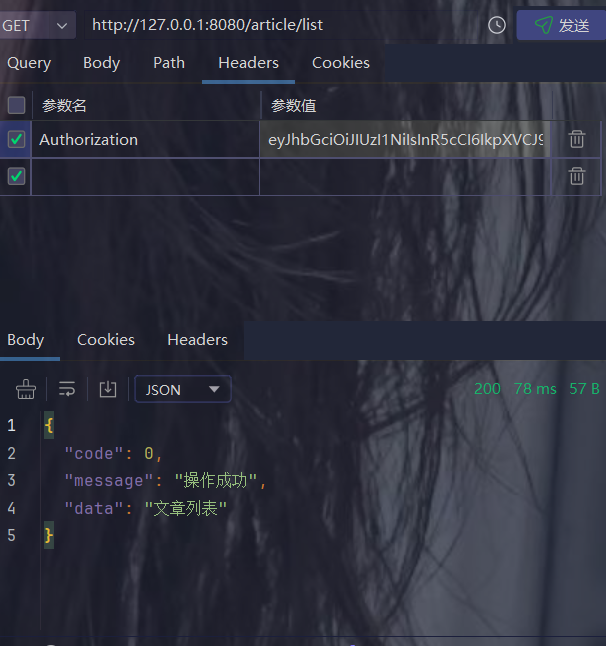 GET http://127.0.0.1:8080/article/list 发送
Query Body Path Headers Cookies
参数名 参数值
Authorization eyJhbGciOiJIUzI1NiIsInR5cCI6IkpXVCJ9
Body Cookies Headers
JSON 200 78 ms 57 B
1 {
2 "code": 0,
3 "message": "操作成功",
4 "data": "文章列表"
5 }